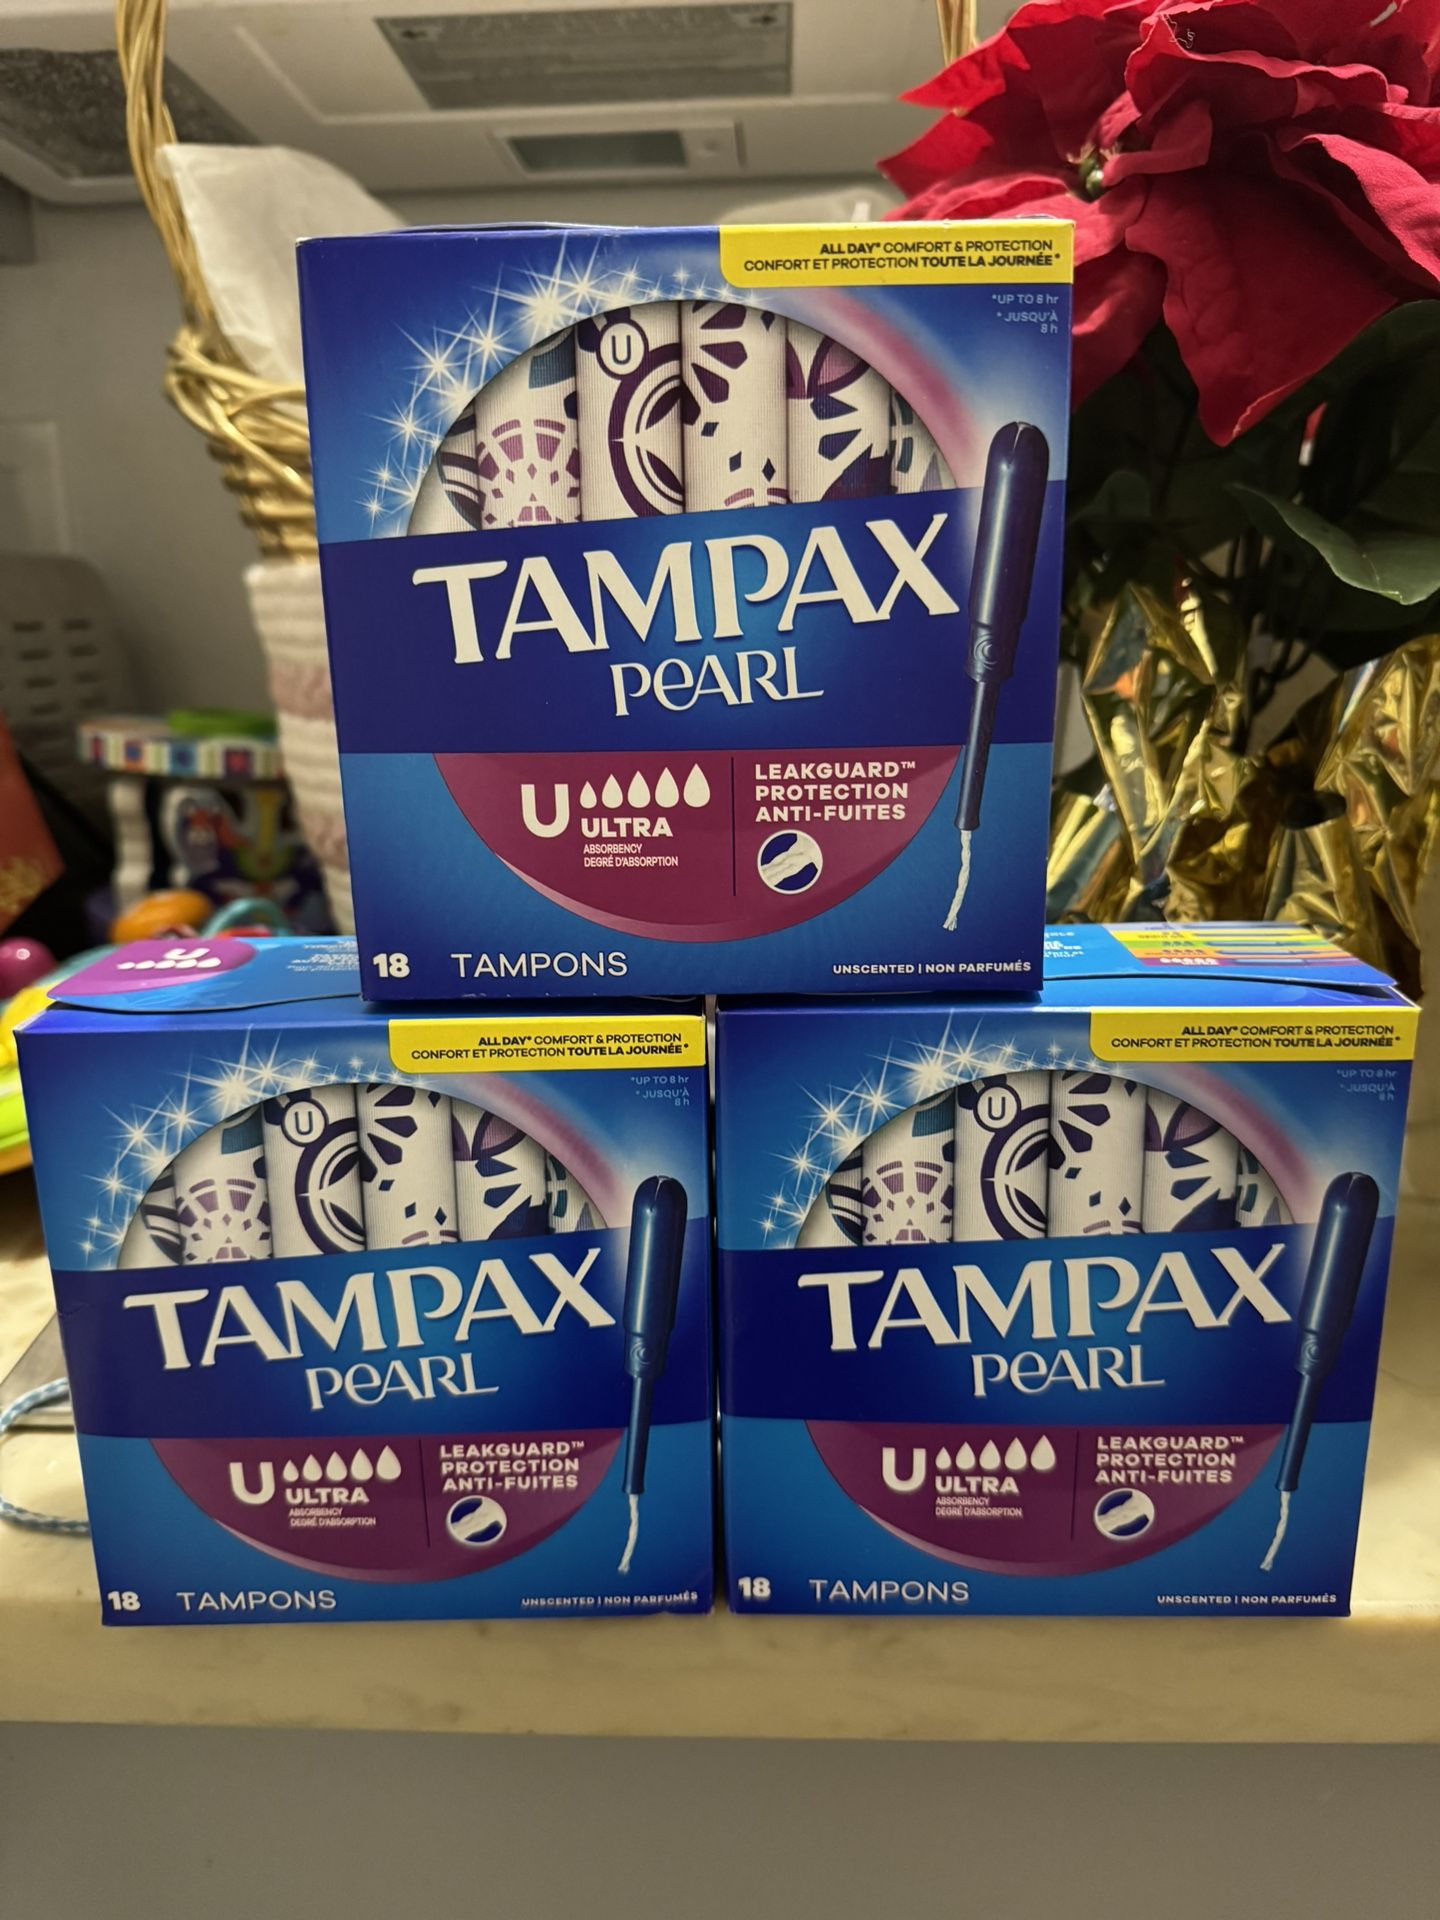 ALL DAY* COMFORT & PROTECTION
CONFORT ET PROTECTION TOUTE LA JOURNÉE*
*UP TO 8 hr
* JUSQU'À
8 h
U
TAMPAX
PEARL
U
ULTRA
ABSORBENCY
DEGRÉ D'ABSORPTION
LEAKGUARD™
PROTECTION
ANTI-FUITES
18 TAMPONS
UNSCENTED | NON PARFUMÉS
U
ALL DAY* COMFORT & PROTECTION
CONFORT ET PROTECTION TOUTE LA JOURNÉE*
*UP TO 8 hr
* JUSQU'À
8 h
U
TAMPAX
PEARL
U
ULTRA
ABSORBENCY
DEGRÉ D'ABSORPTION
LEAKGUARD™
PROTECTION
ANTI-FUITES
18 TAMPONS
UNSCENTED | NON PARFUMÉS
ALL DAY* COMFORT & PROTECTION
CONFORT ET PROTECTION TOUTE LA JOURNÉE*
*UP TO 8 hr
* JUSQU'À
8 h
U
TAMPAX
PEARL
U
ULTRA
ABSORBENCY
DEGRÉ D'ABSORPTION
LEAKGUARD™
PROTECTION
ANTI-FUITES
18 TAMPONS
UNSCENTED | NON PARFUMÉS